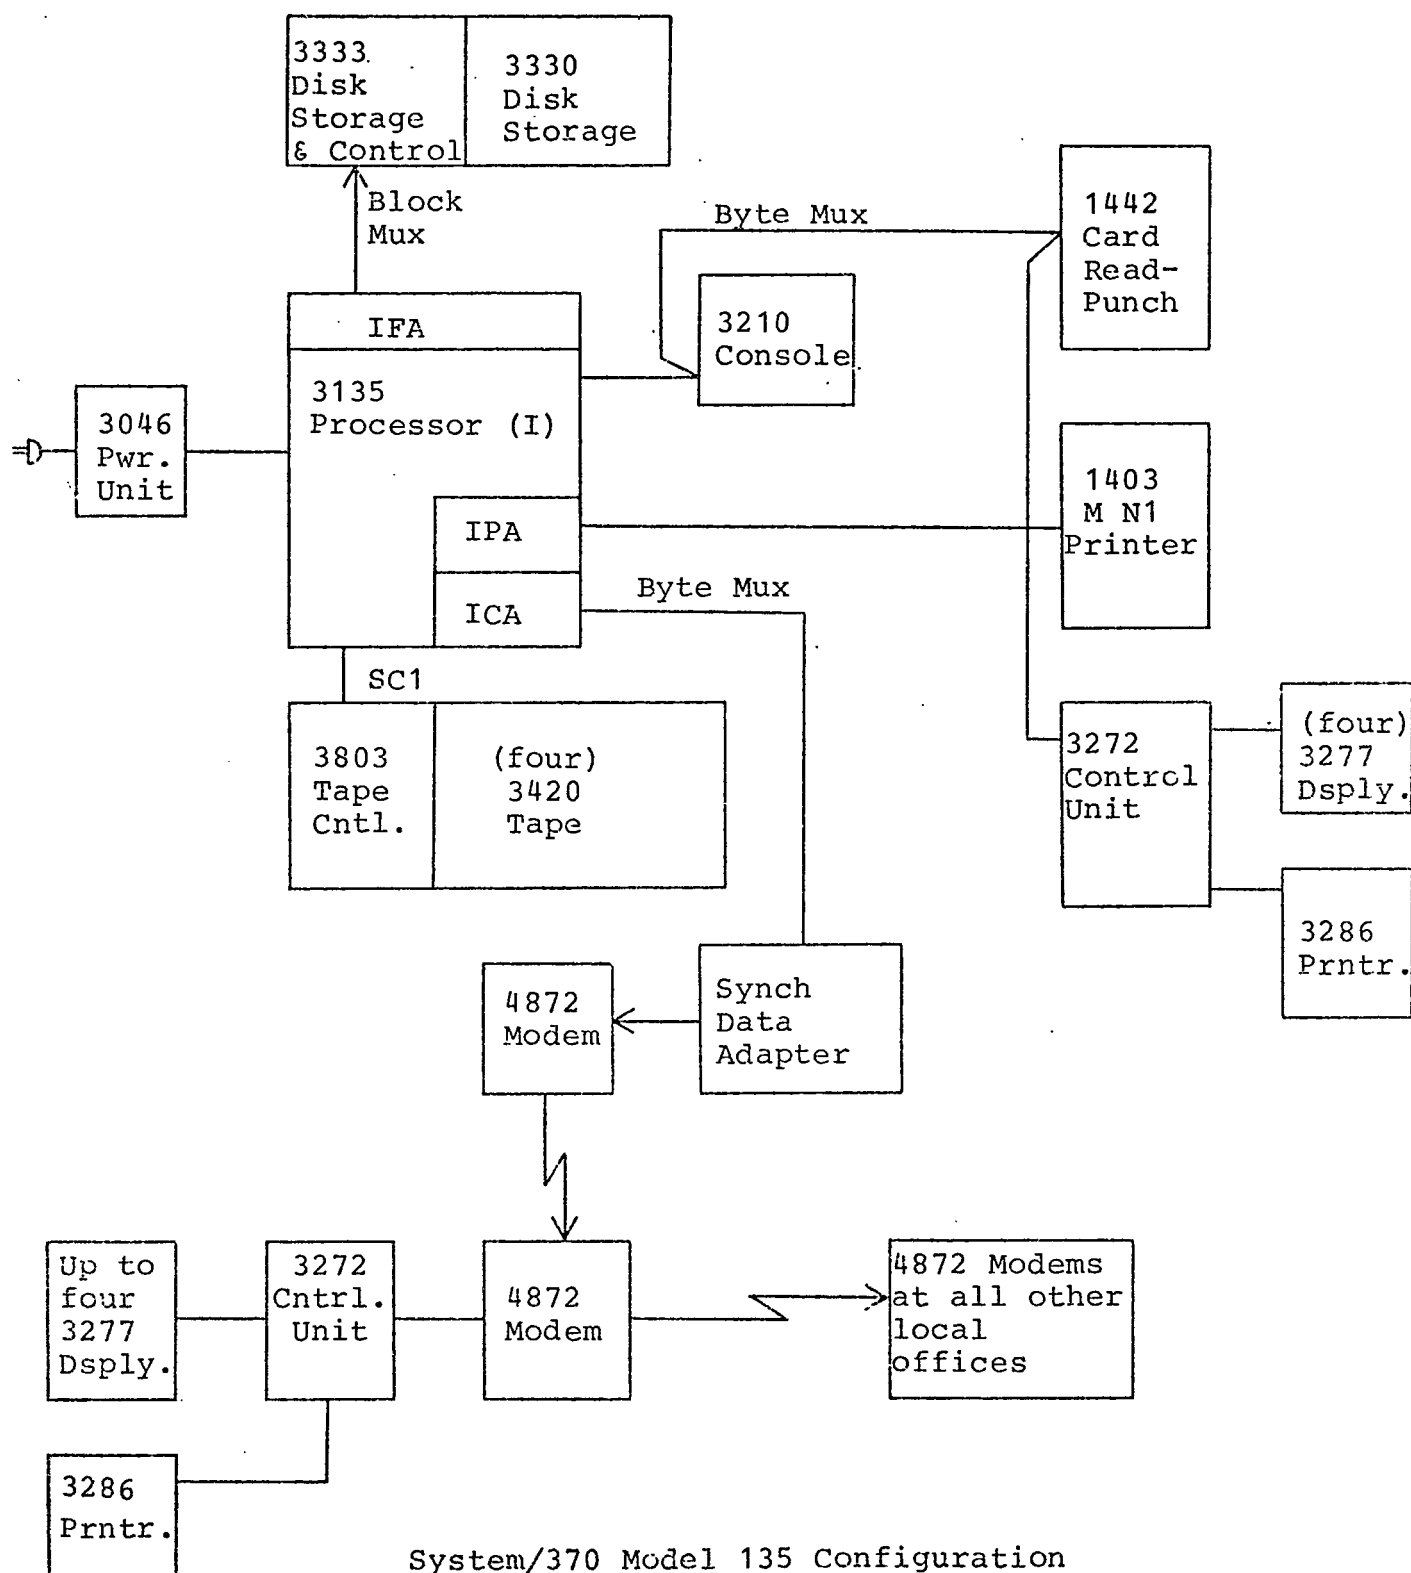 3333
Disk
Storage
& Control
3330
Disk
Storage
Block
Mux
Byte Mux
1442
Card
Read-
Punch
IFA
3210
Console
3135
Processor (I)
3046
Pwr.
Unit
IPA
1403
M N1
Printer
ICA
Byte Mux
SC1
3803
Tape
Cntl.
(four)
3420
Tape
3272
Control
Unit
(four)
3277
Dsply.
3286
Prntr.
4872
Modem
Synch
Data
Adapter
Up to
four
3277
Dsply.
3272
Cntrl.
Unit
4872
Modem
4872 Modems
at all other
local
offices
3286
Prntr.
System/370 Model 135 Configuration